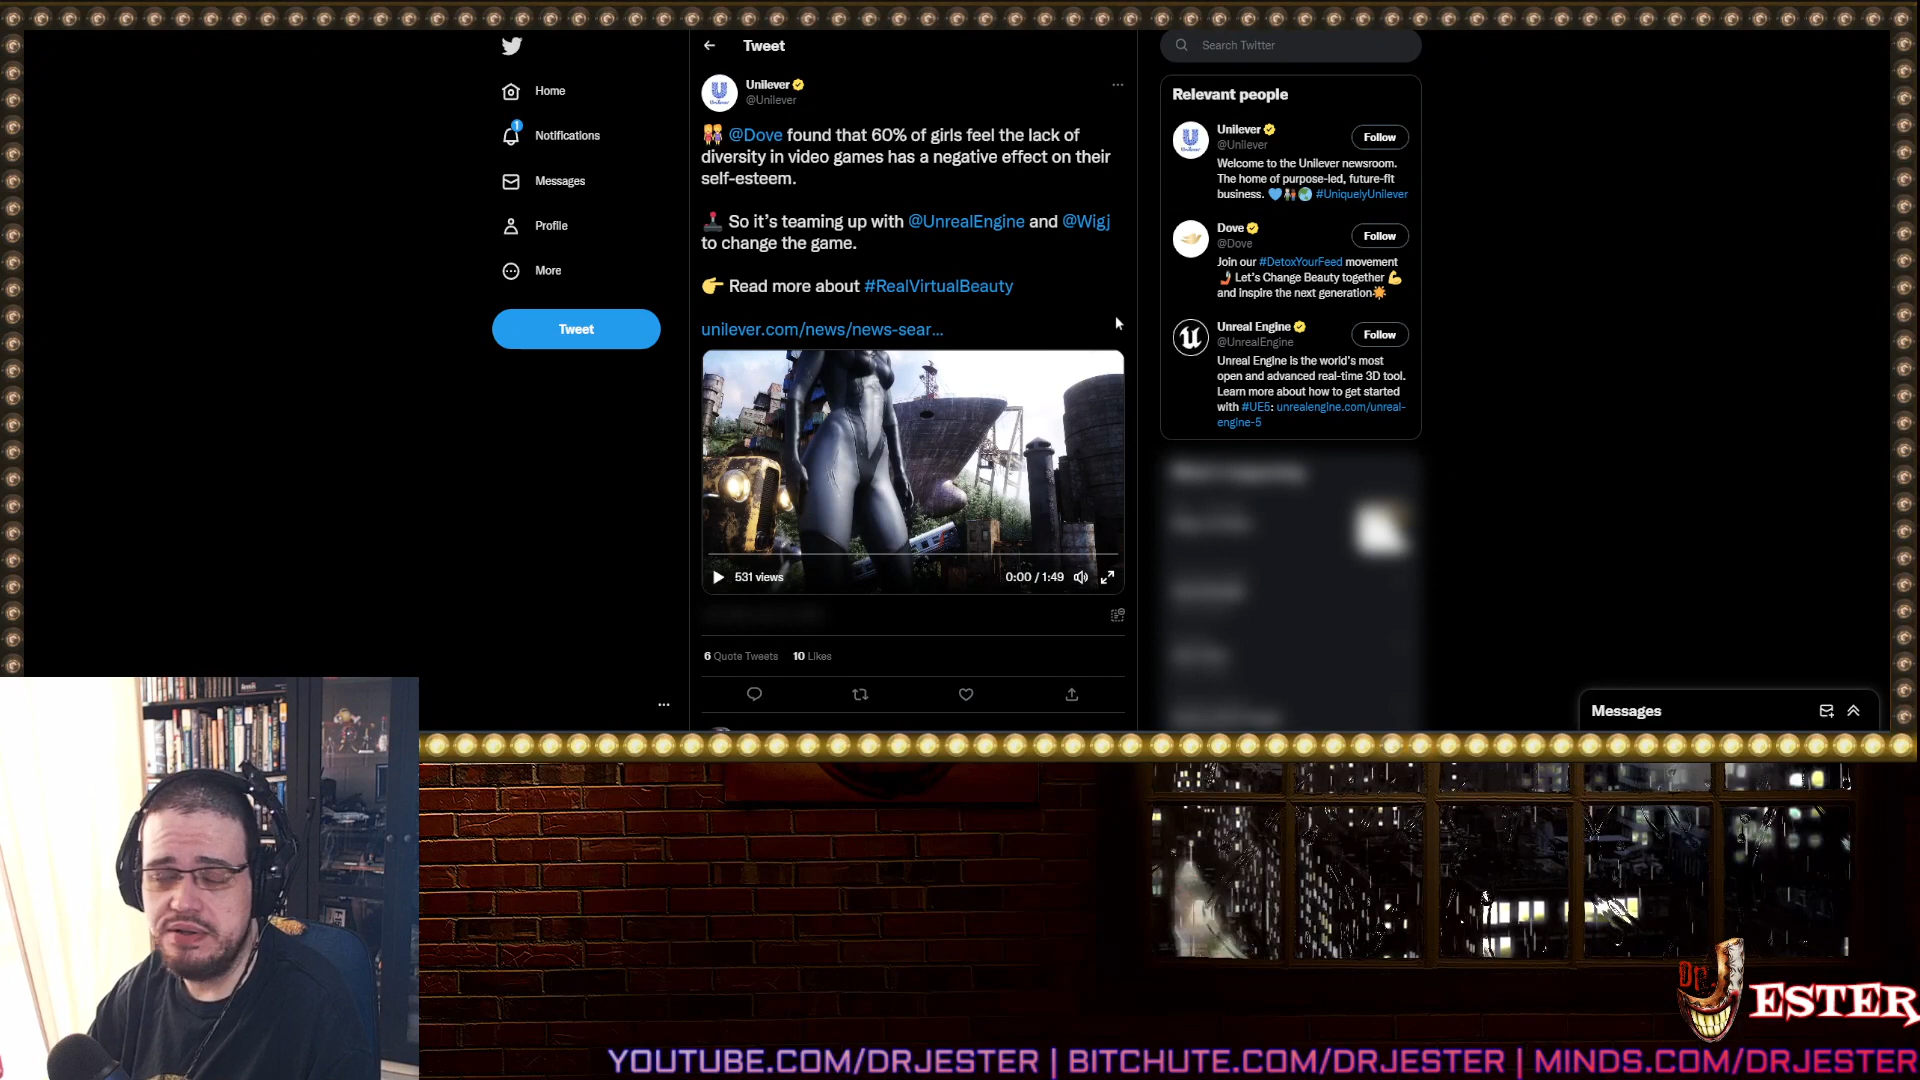 Home
Notifications
1
Messages
Profile
More
Tweet
Tweet
Unilever
@Unilever
@Dove found that 60% of girls feel the lack of
diversity in video games has a negative effect on their
self-esteem.
So it's teaming up with @UnrealEngine and @Wigj
to change the game.
Read more about #RealVirtualBeauty
unilever.com/news/news-sear...
531 views
0:00 / 1:49
6 Quote Tweets 10 Likes
Search Twitter
Relevant people
Unilever
@Unilever
Follow
Welcome to the Unilever newsroom.
The home of purpose-led, future-fit
business. #UniquelyUnilever
Dove
@Dove
Follow
Join our #DetoxYourFeed movement
Let's Change Beauty together
and inspire the next generation
Unreal Engine
@UnrealEngine
Follow
Unreal Engine is the world's most
open and advanced real-time 3D tool.
Learn more about how to get started
with #UE5: unrealengine.com/unreal-
engine-5
Messages
Dr JESTER
YOUTUBE.COM/DRJESTER | BITCHUTE.COM/DRJESTER | MINDS.COM/DRJESTER